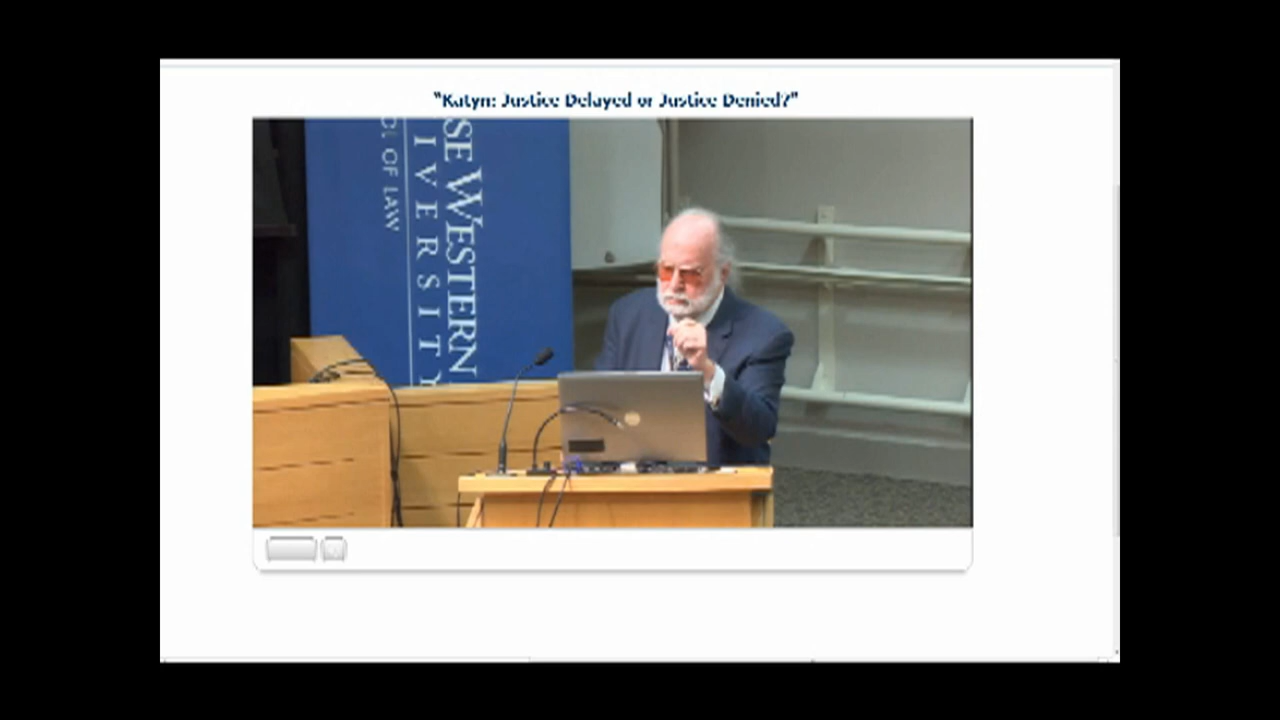 "Katyn: Justice Delayed or Justice Denied?"
SE WESTERN
IVERSITY
OL OF LAW